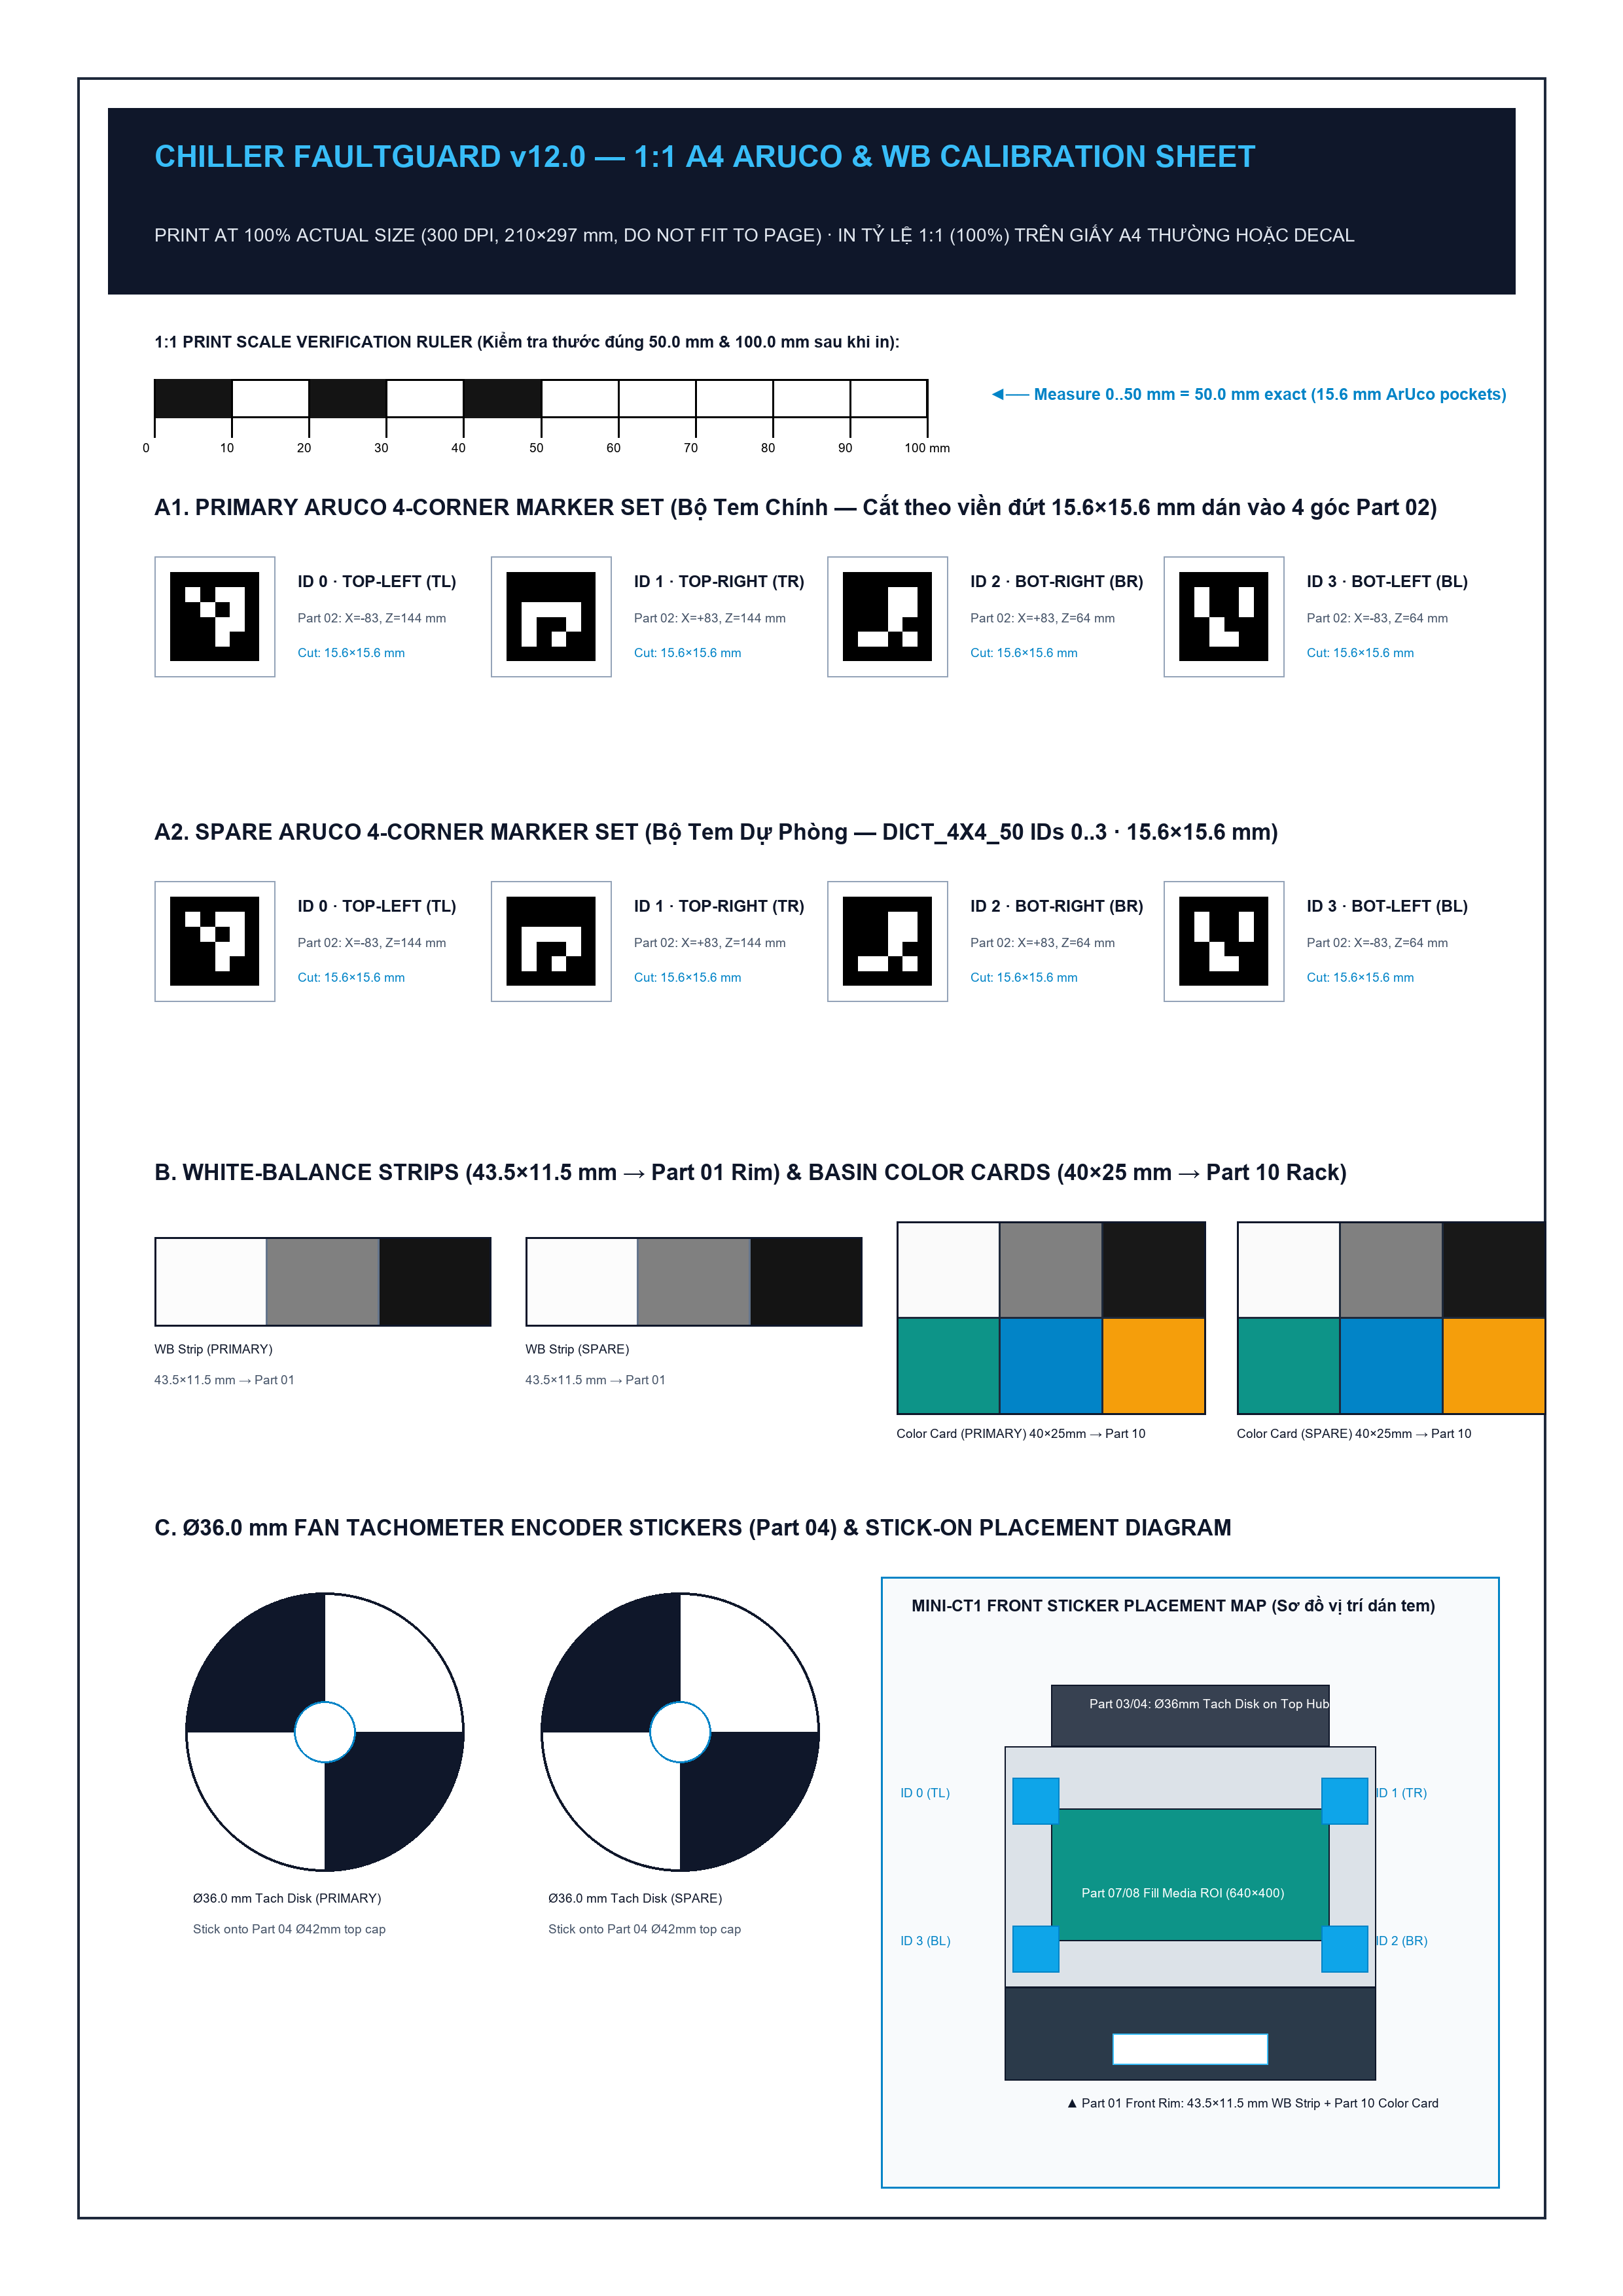 CHILLER FAULTGUARD v12.0 — 1:1 A4 ARUCO & WB CALIBRATION SHEET
PRINT AT 100% ACTUAL SIZE (300 DPI, 210×297 mm, DO NOT FIT TO PAGE) · IN TỶ LỆ 1:1 (100%) TRÊN GIẤY A4 THƯỜNG HOẶC DECAL
1:1 PRINT SCALE VERIFICATION RULER (Kiểm tra thước đúng 50.0 mm & 100.0 mm sau khi in):
◄── Measure 0..50 mm = 50.0 mm exact (15.6 mm ArUco pockets)
0 10 20 30 40 50 60 70 80 90 100 mm
A1. PRIMARY ARUCO 4-CORNER MARKER SET (Bộ Tem Chính — Cắt theo viền đứt 15.6×15.6 mm dán vào 4 góc Part 02)
ID 0 · TOP-LEFT (TL)
Part 02: X=-83, Z=144 mm
Cut: 15.6×15.6 mm
ID 1 · TOP-RIGHT (TR)
Part 02: X=+83, Z=144 mm
Cut: 15.6×15.6 mm
ID 2 · BOT-RIGHT (BR)
Part 02: X=+83, Z=64 mm
Cut: 15.6×15.6 mm
ID 3 · BOT-LEFT (BL)
Part 02: X=-83, Z=64 mm
Cut: 15.6×15.6 mm
A2. SPARE ARUCO 4-CORNER MARKER SET (Bộ Tem Dự Phòng — DICT_4X4_50 IDs 0..3 · 15.6×15.6 mm)
ID 0 · TOP-LEFT (TL)
Part 02: X=-83, Z=144 mm
Cut: 15.6×15.6 mm
ID 1 · TOP-RIGHT (TR)
Part 02: X=+83, Z=144 mm
Cut: 15.6×15.6 mm
ID 2 · BOT-RIGHT (BR)
Part 02: X=+83, Z=64 mm
Cut: 15.6×15.6 mm
ID 3 · BOT-LEFT (BL)
Part 02: X=-83, Z=64 mm
Cut: 15.6×15.6 mm
B. WHITE-BALANCE STRIPS (43.5×11.5 mm → Part 01 Rim) & BASIN COLOR CARDS (40×25 mm → Part 10 Rack)
WB Strip (PRIMARY)
43.5×11.5 mm → Part 01
WB Strip (SPARE)
43.5×11.5 mm → Part 01
Color Card (PRIMARY) 40×25mm → Part 10
Color Card (SPARE) 40×25mm → Part 10
C. Ø36.0 mm FAN TACHOMETER ENCODER STICKERS (Part 04) & STICK-ON PLACEMENT DIAGRAM
Ø36.0 mm Tach Disk (PRIMARY)
Stick onto Part 04 Ø42mm top cap
Ø36.0 mm Tach Disk (SPARE)
Stick onto Part 04 Ø42mm top cap
MINI-CT1 FRONT STICKER PLACEMENT MAP (Sơ đồ vị trí dán tem)
Part 03/04: Ø36mm Tach Disk on Top Hub
ID 0 (TL)
ID 1 (TR)
Part 07/08 Fill Media ROI (640×400)
ID 3 (BL)
ID 2 (BR)
▲ Part 01 Front Rim: 43.5×11.5 mm WB Strip + Part 10 Color Card